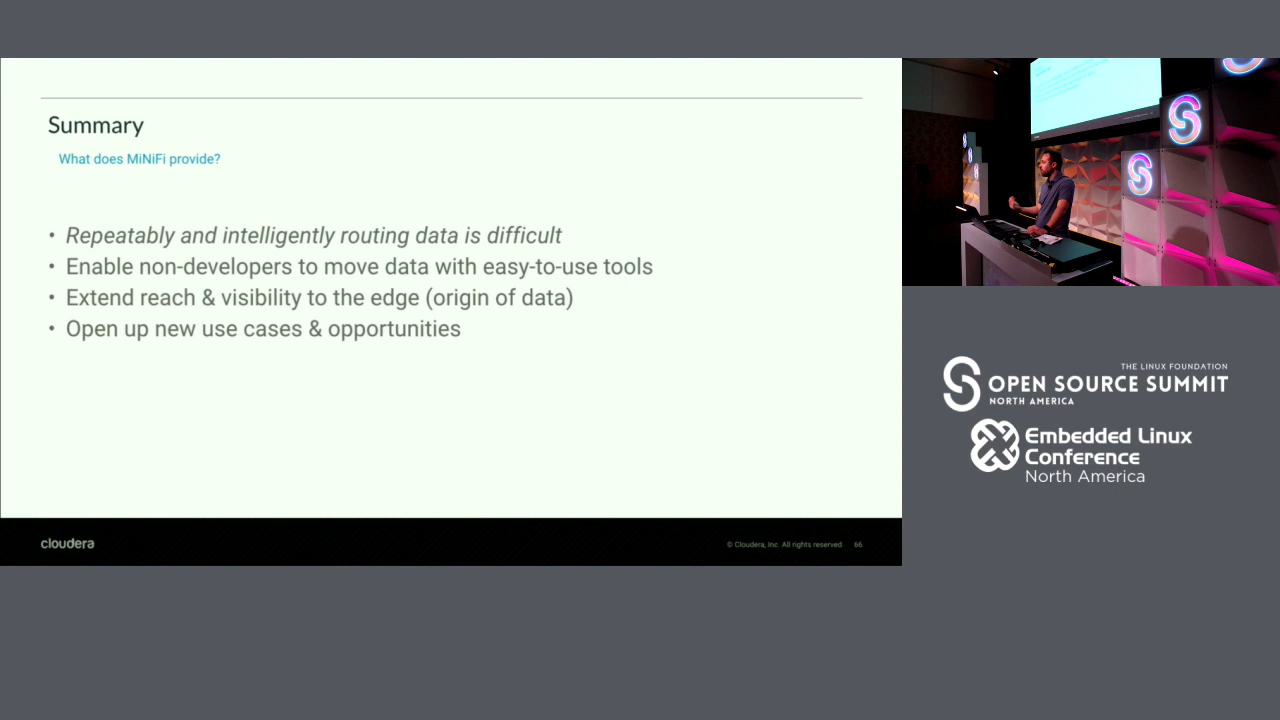 Summary
What does MiNiFi provide?
• Repeatably and intelligently routing data is difficult
• Enable non-developers to move data with easy-to-use tools
• Extend reach & visibility to the edge (origin of data)
• Open up new use cases & opportunities
cloudera
© Cloudera, Inc. All rights reserved.
66
THE LINUX FOUNDATION
OPEN SOURCE SUMMIT
NORTH AMERICA
Embedded Linux
Conference
North America